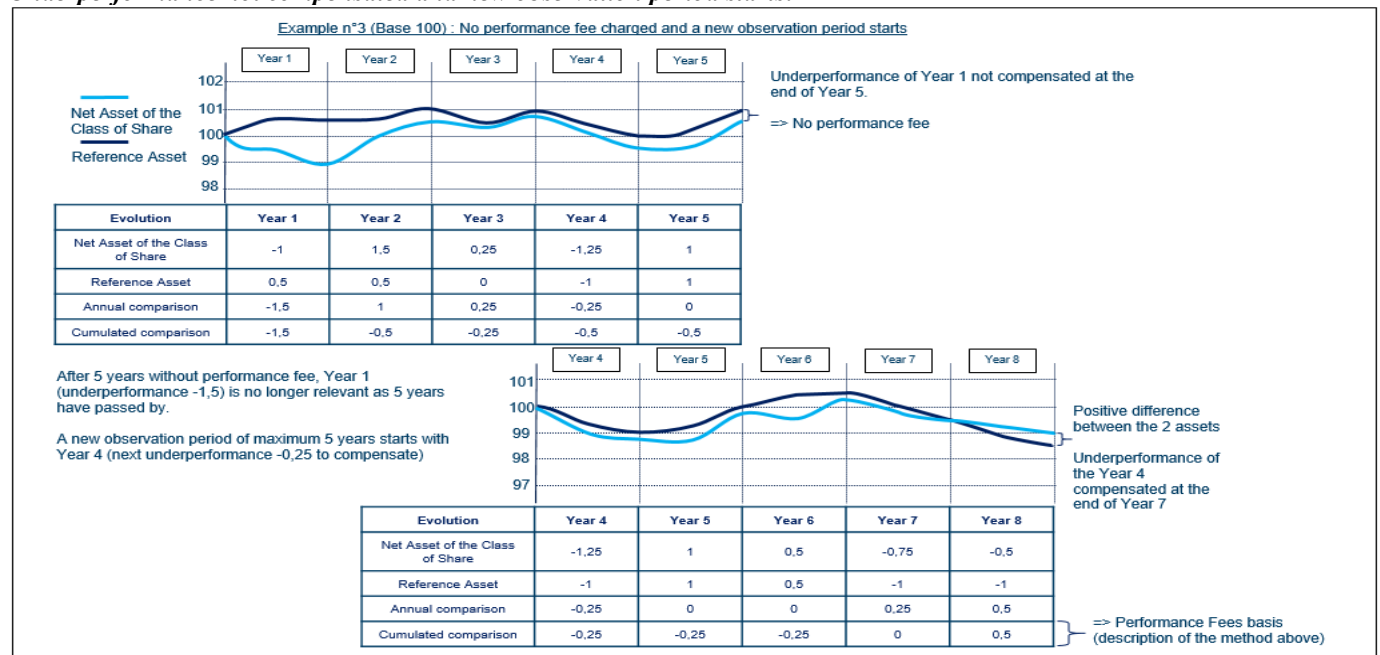 Example n°3 (Base 100) : No performance fee charged and a new observation period starts
Year 1 Year 2 Year 3 Year 4 Year 5
102
101
100
99
98
Net Asset of the
Class of Share
Reference Asset
Underperformance of Year 1 not compensated at the
end of Year 5.
=> No performance fee
Evolution Year 1 Year 2 Year 3 Year 4 Year 5
Net Asset of the Class
of Share -1 1,5 0,25 -1,25 1
Reference Asset 0,5 0,5 0 -1 1
Annual comparison -1,5 1 0,25 -0,25 0
Cumulated comparison -1,5 -0,5 -0,25 -0,5 -0,5
After 5 years without performance fee, Year 1
(underperformance -1,5) is no longer relevant as 5 years
have passed by.
A new observation period of maximum 5 years starts with
Year 4 (next underperformance -0,25 to compensate)
Year 4 Year 5 Year 6 Year 7 Year 8
101
100
99
98
97
Positive difference
between the 2 assets
Underperformance of
the Year 4
compensated at the
end of Year 7
Evolution Year 4 Year 5 Year 6 Year 7 Year 8
Net Asset of the Class
of Share -1,25 1 0,5 -0,75 -0,5
Reference Asset -1 1 0,5 -1 -1
Annual comparison -0,25 0 0 0,25 0,5
Cumulated comparison -0,25 -0,25 -0,25 0 0,5
=> Performance Fees basis
(description of the method above)